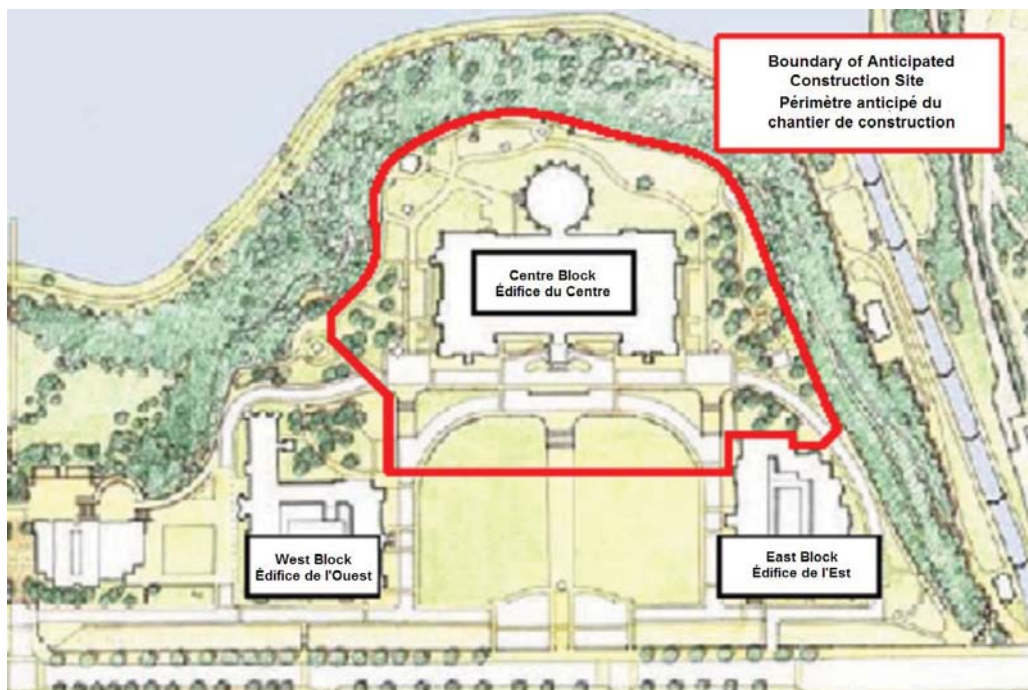 Boundary of Anticipated
Construction Site
Périmètre anticipé du
chantier de construction
Centre Block
Édifice du Centre
West Block
Édifice de l'Ouest
East Block
Édifice de l'Est